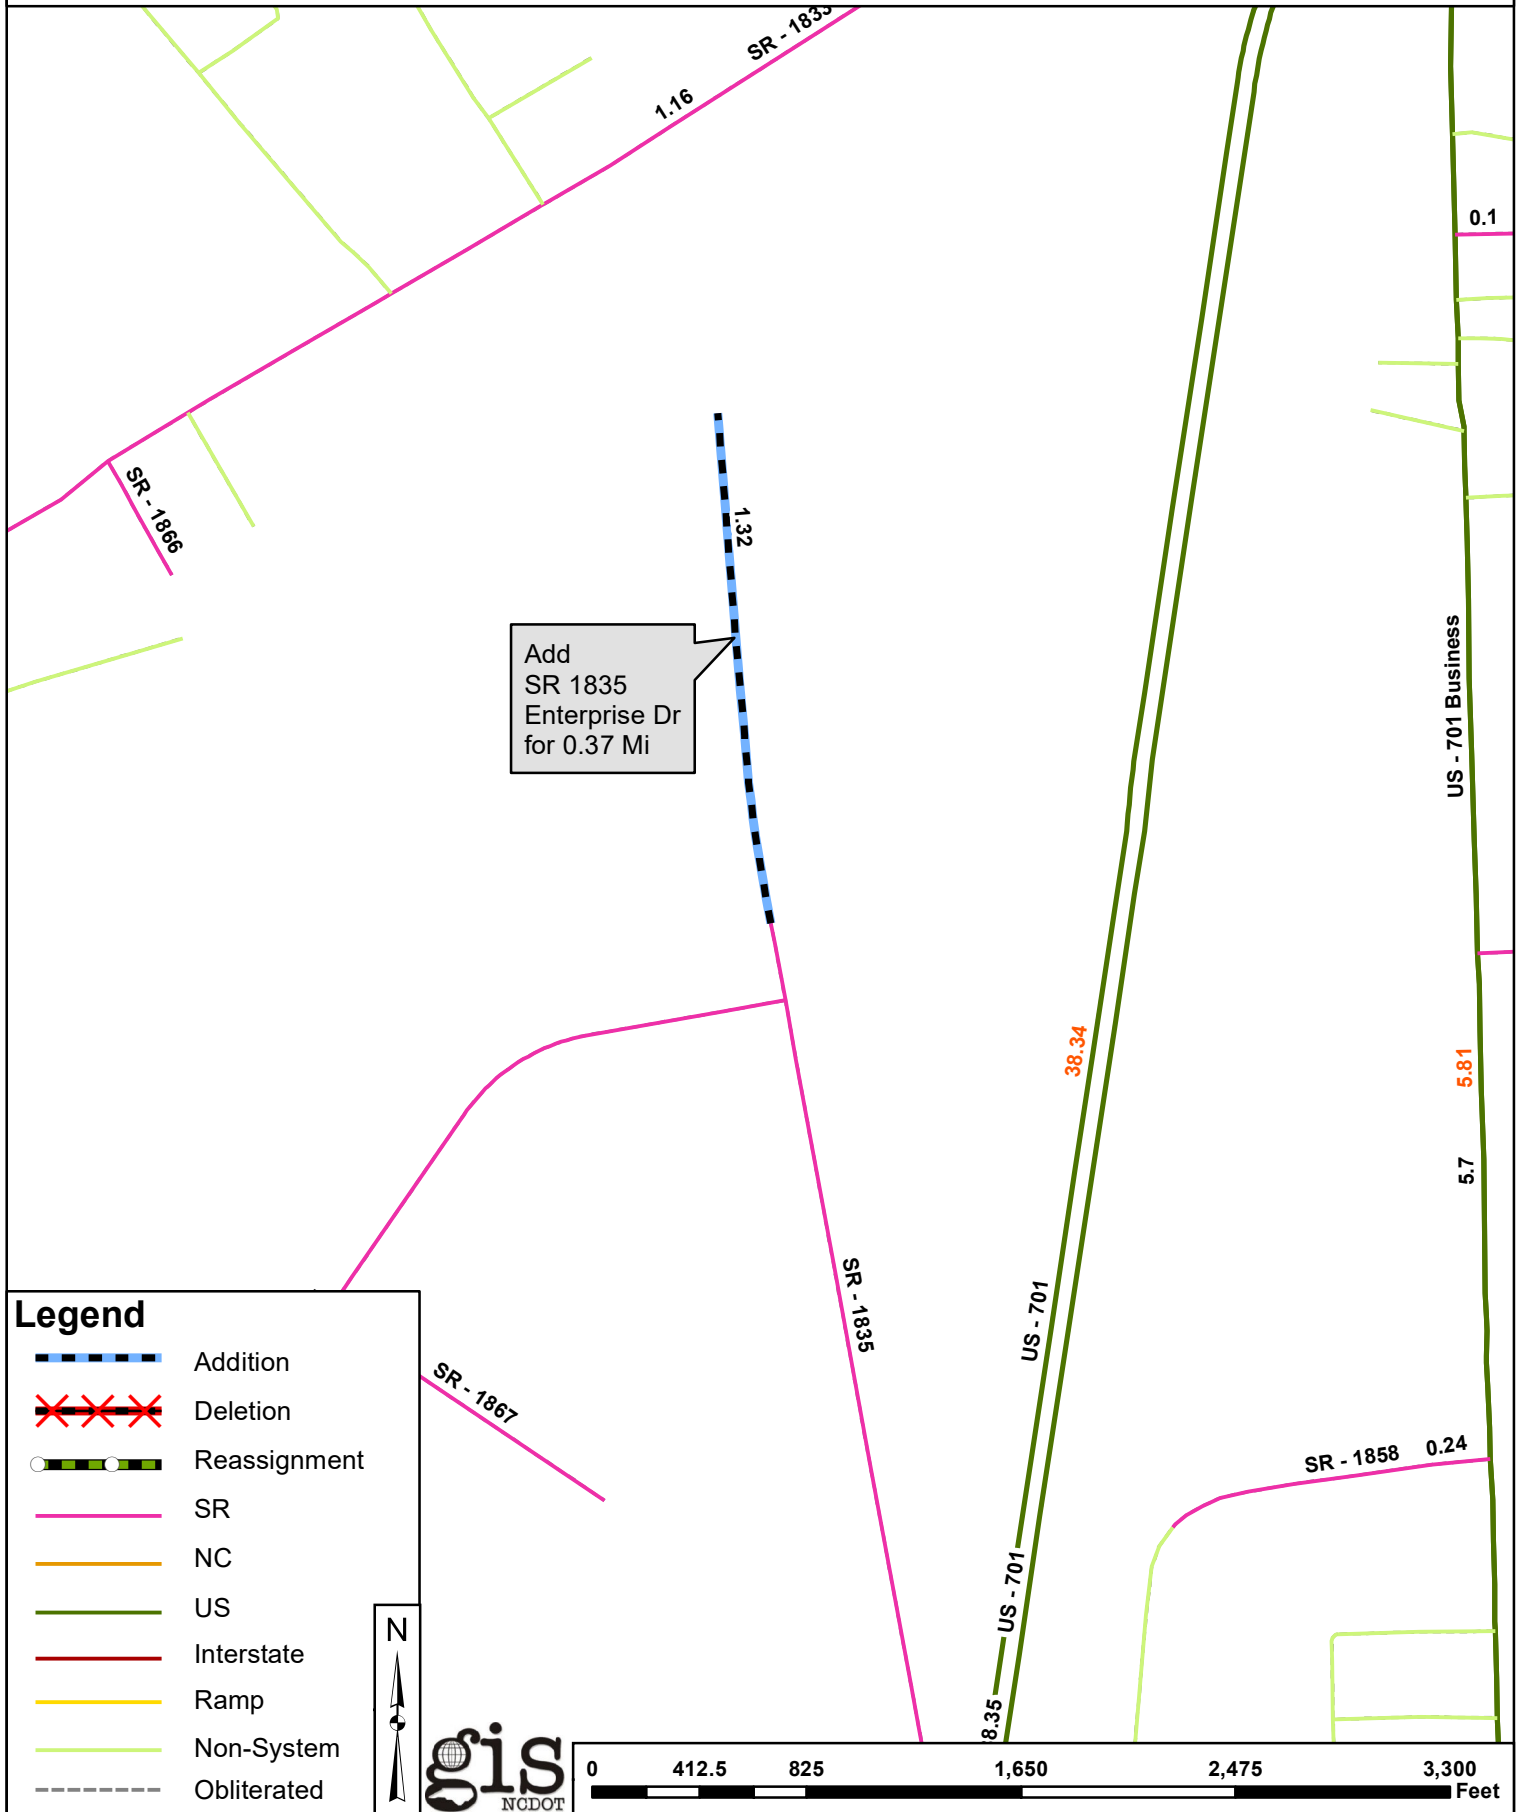 SR - 1833
1.16
0.1
SR - 1866
1.32
Add
SR 1835
Enterprise Dr
for 0.37 Mi
US - 701 Business
38.34
5.81
5.7
SR - 1835
US - 701
SR - 1867
SR - 1858
0.24
US - 701
8.35
Legend
Addition
Deletion
Reassignment
SR
NC
US
Interstate
Ramp
Non-System
Obliterated
N
gis
NCDOT
0 412.5 825 1,650 2,475 3,300
Feet